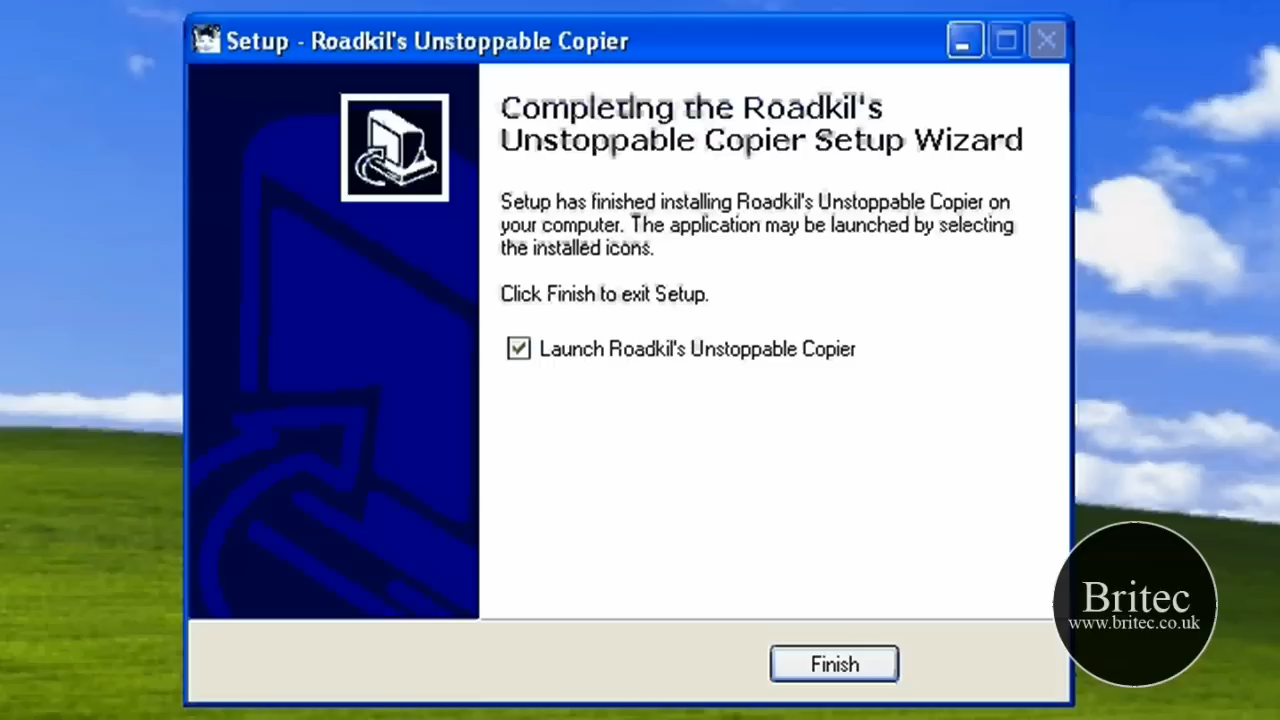 Setup - Roadkil's Unstoppable Copier
Completing the Roadkil's
Unstoppable Copier Setup Wizard
Setup has finished installing Roadkil's Unstoppable Copier on
your computer. The application may be launched by selecting
the installed icons.
Click Finish to exit Setup.
Launch Roadkil's Unstoppable Copier
Finish
Britec
www.britec.co.uk